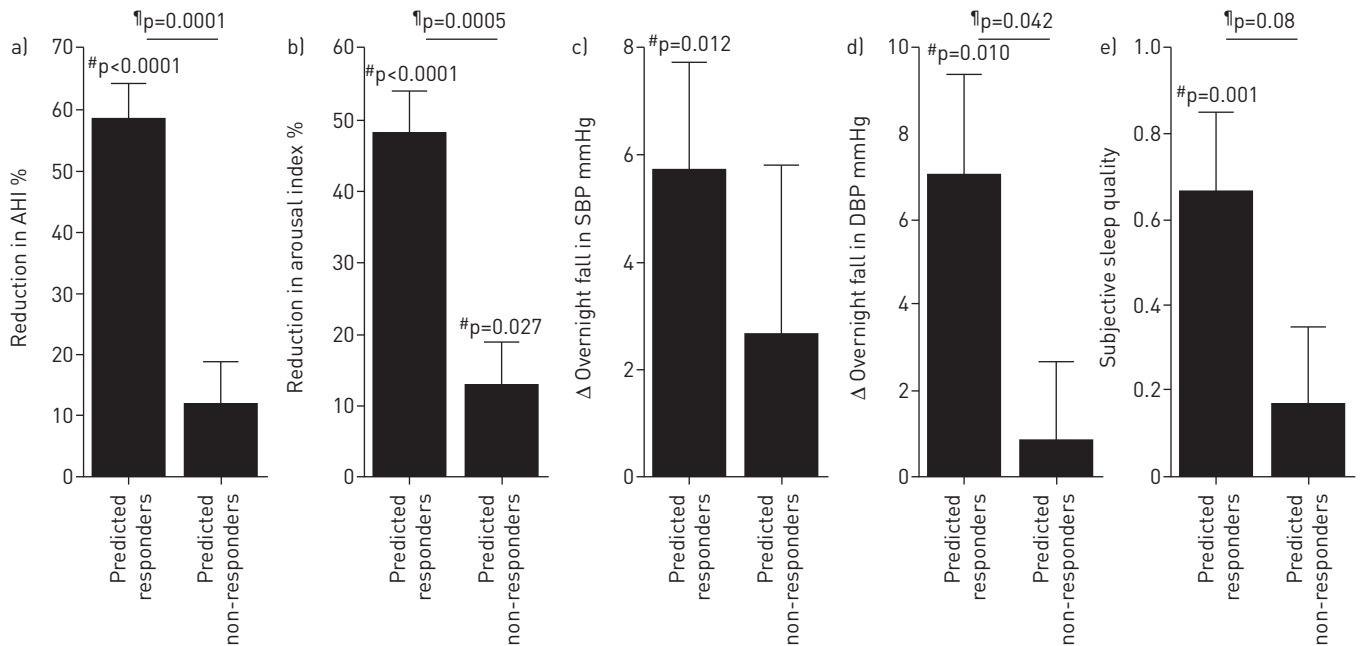 a)
¶p=0.0001
#p<0.0001
Reduction in AHI %
70
60
50
40
30
20
10
0
Predicted
responders
Predicted
non-responders
b)
¶p=0.0005
#p<0.0001
#p=0.027
Reduction in arousal index %
60
50
40
30
20
10
0
Predicted
responders
Predicted
non-responders
c)
#p=0.012
Δ Overnight fall in SBP mmHg
8
6
4
2
0
Predicted
responders
Predicted
non-responders
d)
¶p=0.042
#p=0.010
Δ Overnight fall in DBP mmHg
10
8
6
4
2
0
Predicted
responders
Predicted
non-responders
e)
¶p=0.08
#p=0.001
Subjective sleep quality
1.0
0.8
0.6
0.4
0.2
0
Predicted
responders
Predicted
non-responders